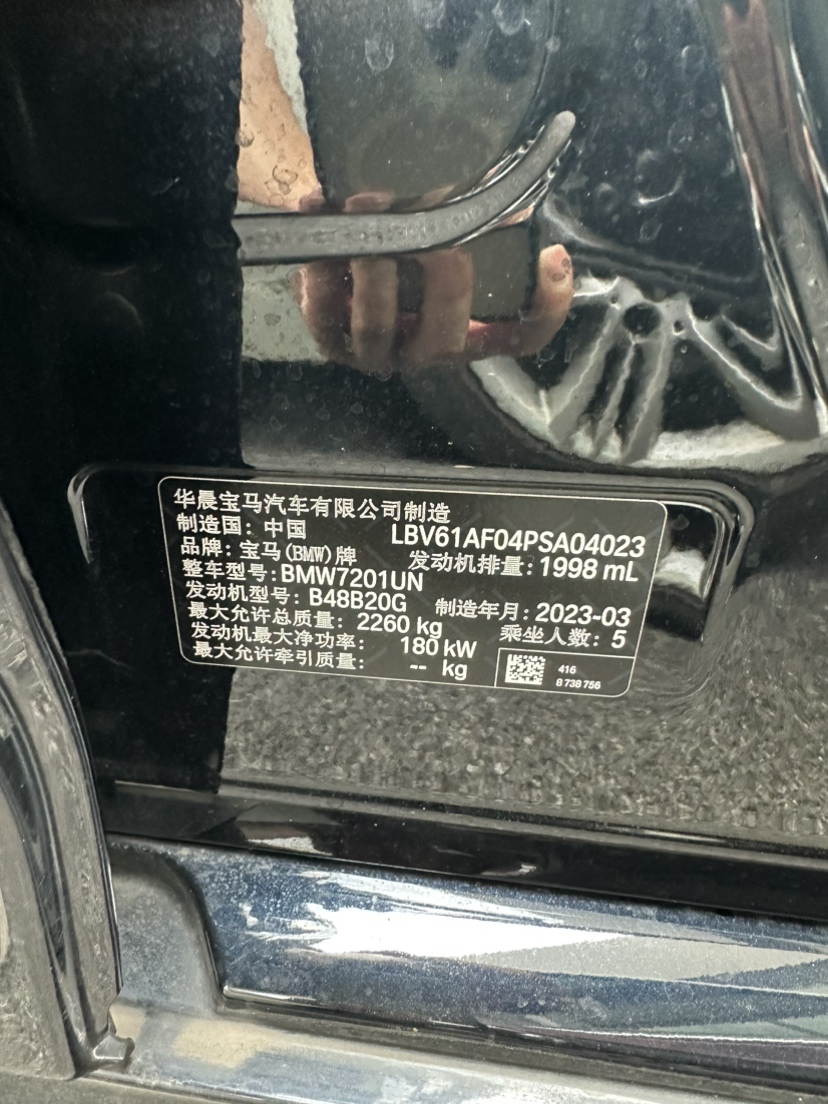 华晨宝马汽车有限公司制造
制造国：中国 LBV61AF04PSA04023
品牌：宝马(BMW)牌 发动机排量：1998 mL
整车型号：BMW7201UN
发动机型号：B48B20G 制造年月：2023-03
最大允许总质量：2260 kg 乘坐人数：5
发动机最大净功率：180 kW
最大允许牵引质量：-- kg
416
8 738 756